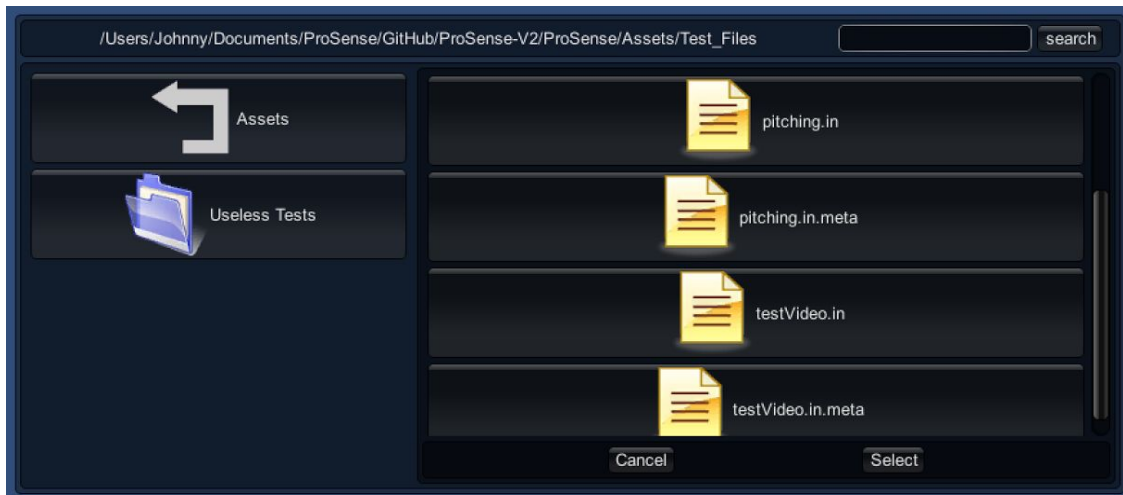 /Users/Johnny/Documents/ProSense/GitHub/ProSense-V2/ProSense/Assets/Test_Files
search
Assets
Useless Tests
pitching.in
pitching.in.meta
testVideo.in
testVideo.in.meta
Cancel
Select